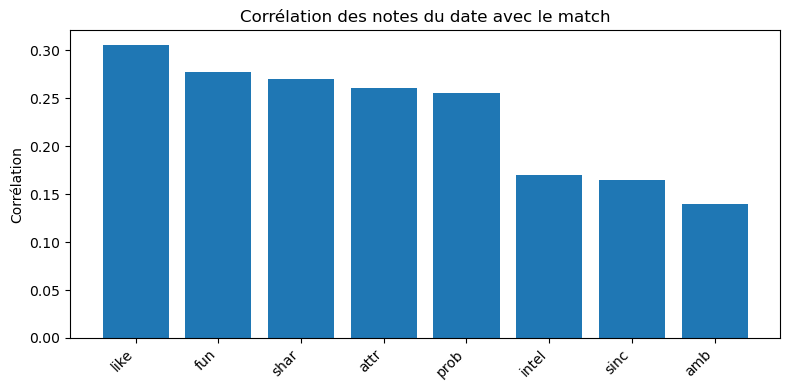 Corrélation des notes du date avec le match
Corrélation
0.30
0.25
0.20
0.15
0.10
0.05
0.00
like
fun
shar
attr
prob
intel
sinc
amb